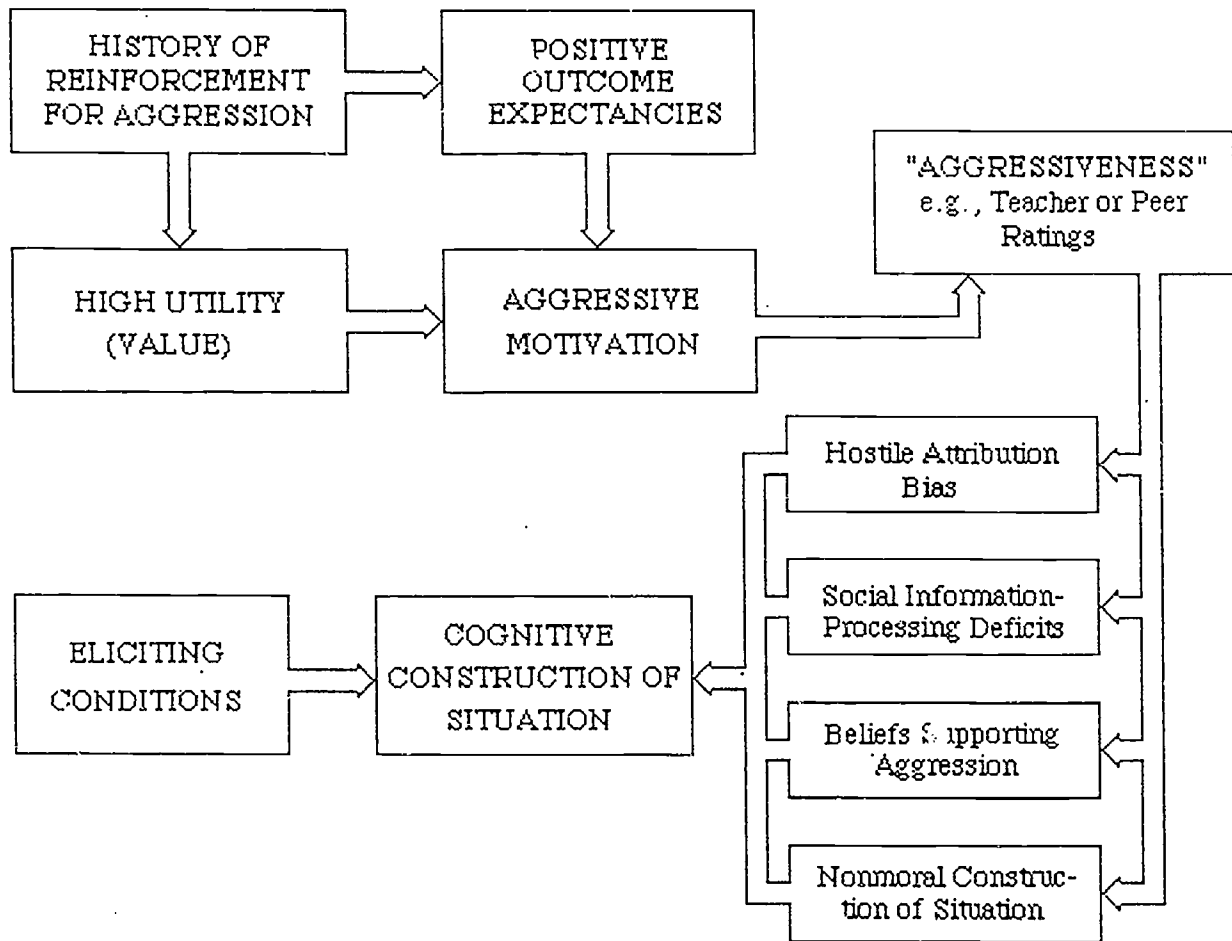 HISTORY OF
REINFORCEMENT
FOR AGGRESSION
POSITIVE
OUTCOME
EXPECTANCIES
"AGGRESSIVENESS"
e.g., Teacher or Peer
Ratings
HIGH UTILITY
(VALUE)
AGGRESSIVE
MOTIVATION
Hostile Attribution
Bias
Social Information-
Processing Deficits
ELICITING
CONDITIONS
COGNITIVE
CONSTRUCTION OF
SITUATION
Beliefs Supporting
Aggression
Nonmoral Construc-
tion of Situation